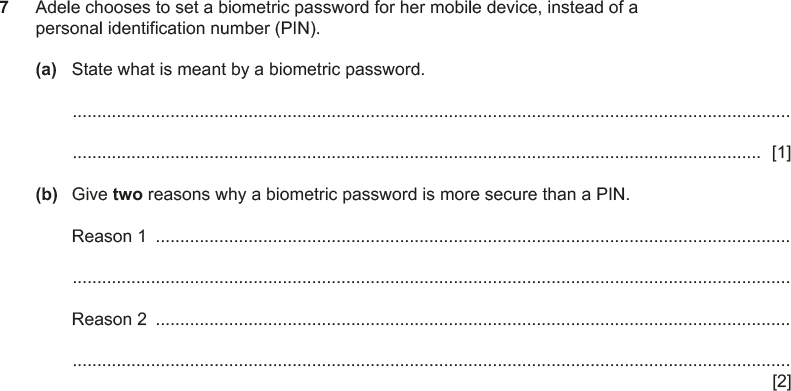 7 Adele chooses to set a biometric password for her mobile device, instead of a
personal identification number (PIN).
(a) State what is meant by a biometric password.
..........................................................................................................................................
..................................................................................................................................... [1]
(b) Give two reasons why a biometric password is more secure than a PIN.
Reason 1 ..........................................................................................................................
..........................................................................................................................................
Reason 2 ..........................................................................................................................
..........................................................................................................................................
[2]